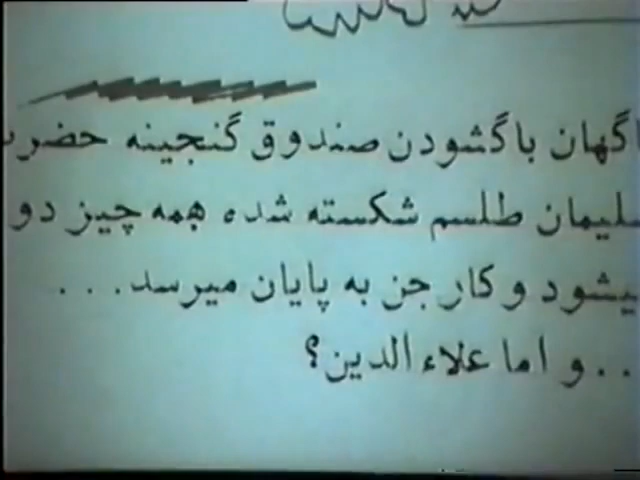 اگهان باگشودن صندوق گنجینه حضر
سلیمان طلسم شکسته شده همه چیز دو
یشود و کار جن به پایان میرسد...
...و اما علاء الدین؟